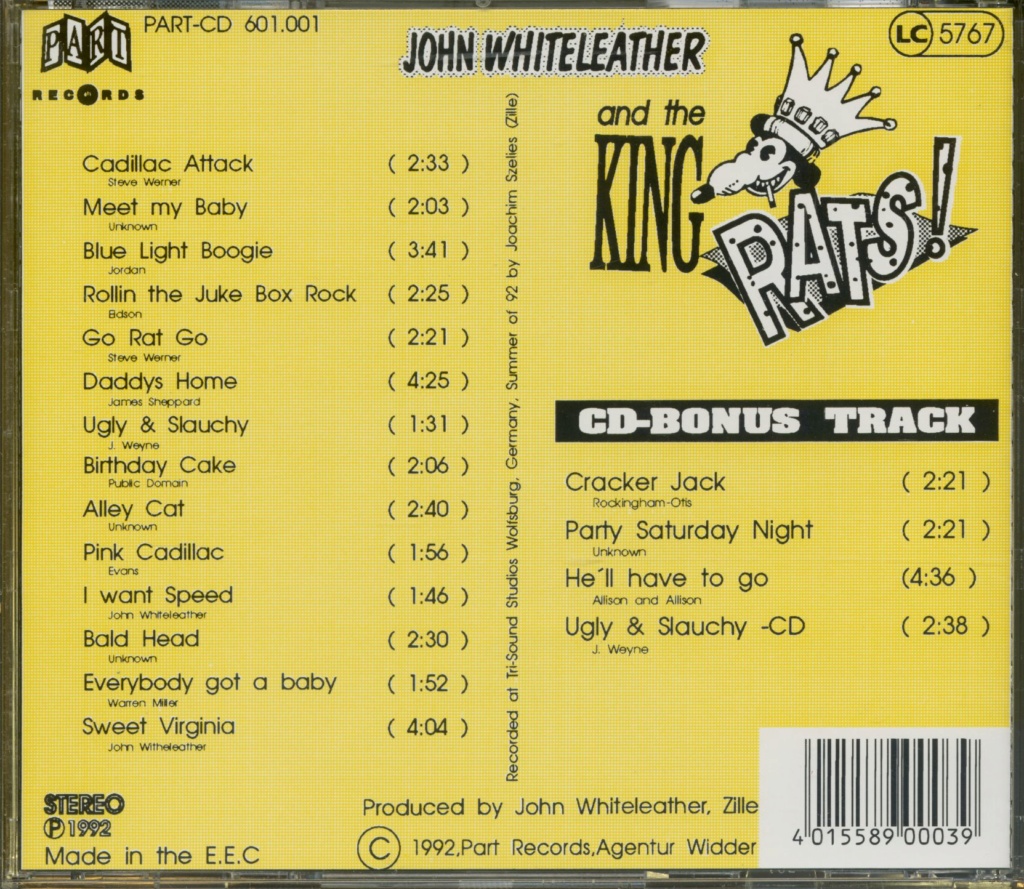 PART
RECORDS
PART-CD 601.001
JOHN WHITELEATHER
and the
KING
RATS!
LC 5767
Cadillac Attack ( 2:33 )
Steve Werner
Meet my Baby ( 2:03 )
Unknown
Blue Light Boogie ( 3:41 )
Jordan
Rollin the Juke Box Rock ( 2:25 )
Edson
Go Rat Go ( 2:21 )
Steve Werner
Daddys Home ( 4:25 )
James Sheppard
Ugly & Slauchy ( 1:31 )
J. Weyne
Birthday Cake ( 2:06 )
Public Domain
Alley Cat ( 2:40 )
Unknown
Pink Cadillac ( 1:56 )
Evans
I want Speed ( 1:46 )
John Whiteleather
Bald Head ( 2:30 )
Unknown
Everybody got a baby ( 1:52 )
Warren Miller
Sweet Virginia ( 4:04 )
John Witheleather
Recorded at Tri-Sound Studios Wolfsburg, Germany, Summer of 92 by Joachim Szelies (Zille)
CD-BONUS TRACK
Cracker Jack ( 2:21 )
Rockingham-Otis
Party Saturday Night ( 2:21 )
Unknown
He´ll have to go (4:36 )
Allison and Allison
Ugly & Slauchy -CD ( 2:38 )
J. Weyne
STEREO
Ⓟ 1992
Made in the E.E.C
Produced by John Whiteleather, Zille
© 1992,Part Records,Agentur Widder
4 015589 00039